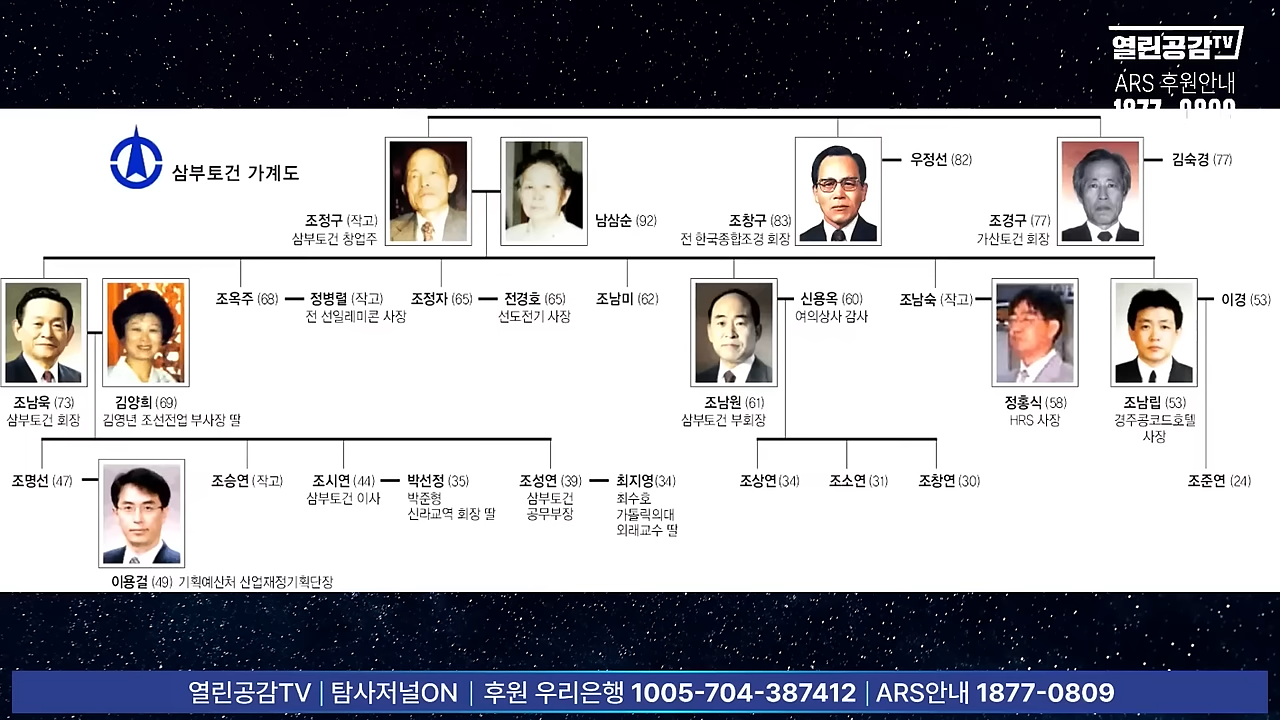 열린공감TV
ARS 후원안내
1877-0809
삼부토건 가계도
조정구 (작고)
삼부토건 창업주
남삼순 (92)
조창구 (83)
전 한국종합조경 회장
우정선 (82)
조경구 (77)
가산토건 회장
김숙경 (77)
조남욱 (73)
삼부토건 회장
김양희 (69)
김영년 조선전업 부사장 딸
조옥주 (68)
정병렬 (작고)
전 선일레미콘 사장
조정자 (65)
전경호 (65)
선도전기 사장
조남미 (62)
조남원 (61)
삼부토건 부회장
신용옥 (60)
여의상사 감사
조남숙 (작고)
정홍식 (58)
HRS 사장
조남립 (53)
경주콩코드호텔
사장
이경 (53)
조명선 (47)
이용걸 (49) 기획예산처 산업재정기획단장
조승연 (작고)
조시연 (44)
삼부토건 이사
박선정 (35)
박준형
신라교역 회장 딸
조성연 (39)
삼부토건
공무부장
최지영(34)
최수호
가톨릭의대
외래교수 딸
조상연(34)
조소연 (31)
조창연 (30)
조준연 (24)
열린공감TV | 탐사저널ON | 후원 우리은행 1005-704-387412 | ARS안내 1877-0809